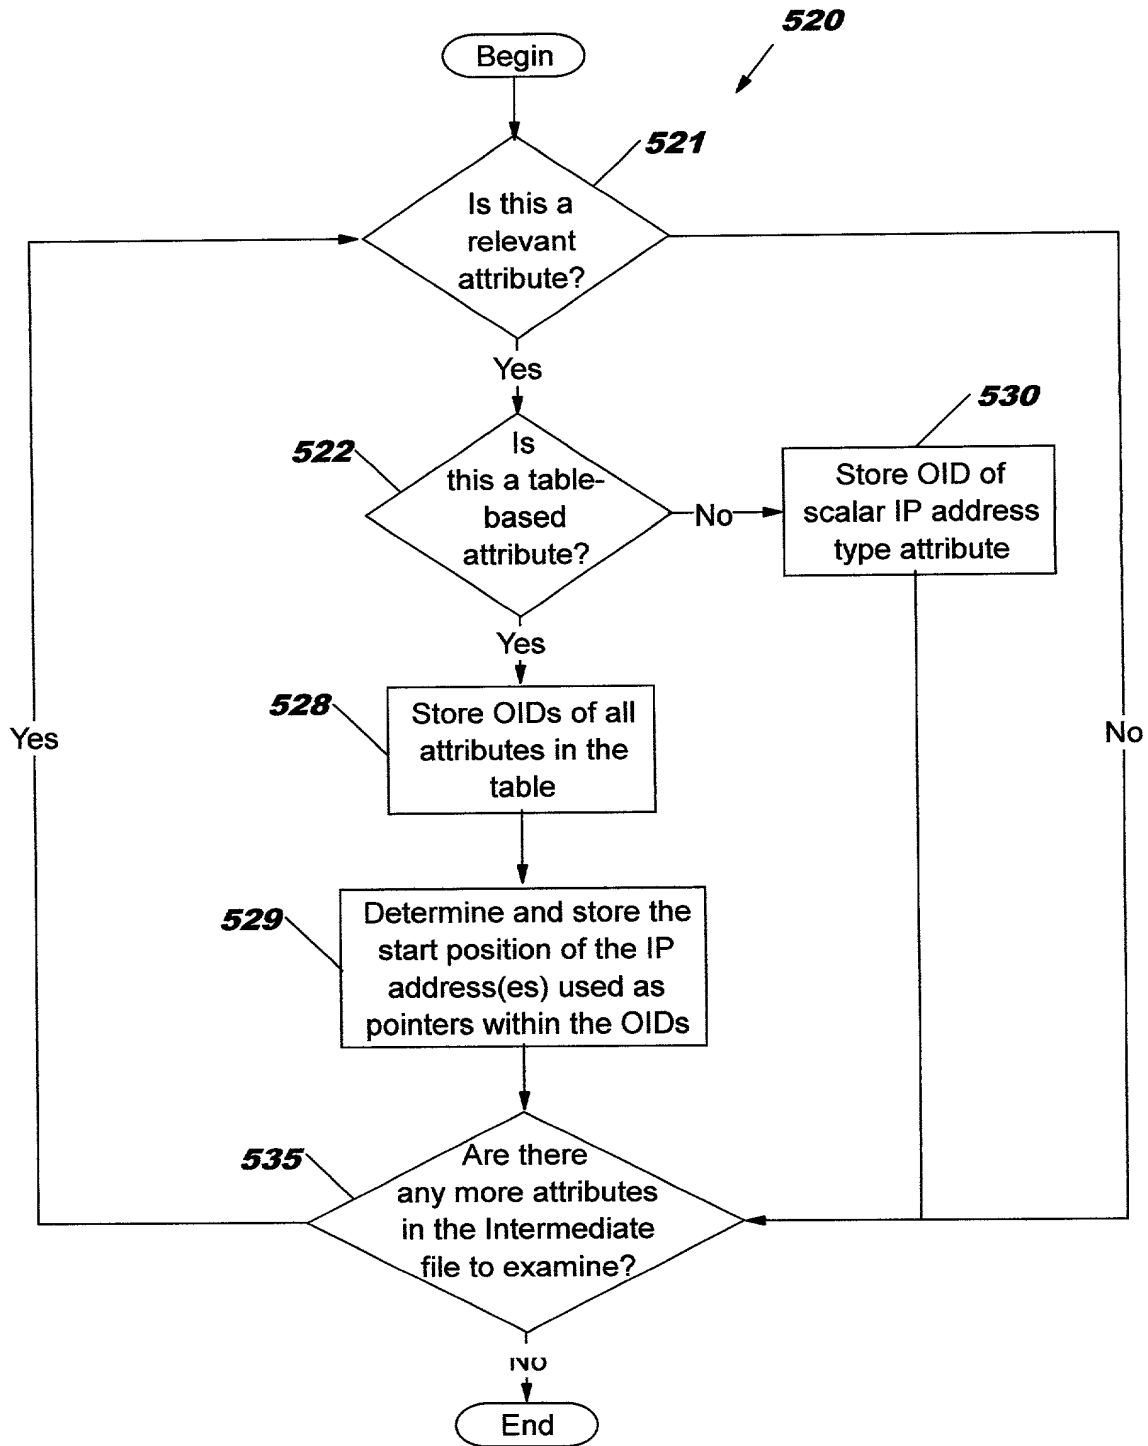 520
Begin
521
Is this a
relevant
attribute?
Yes
530
522
Is
this a table-
based
attribute?
No
Store OID of
scalar IP address
type attribute
Yes
528
Store OIDs of all
attributes in the
table
Yes
No
529
Determine and store the
start position of the IP
address(es) used as
pointers within the OIDs
535
Are there
any more attributes
in the Intermediate
file to examine?
No
End